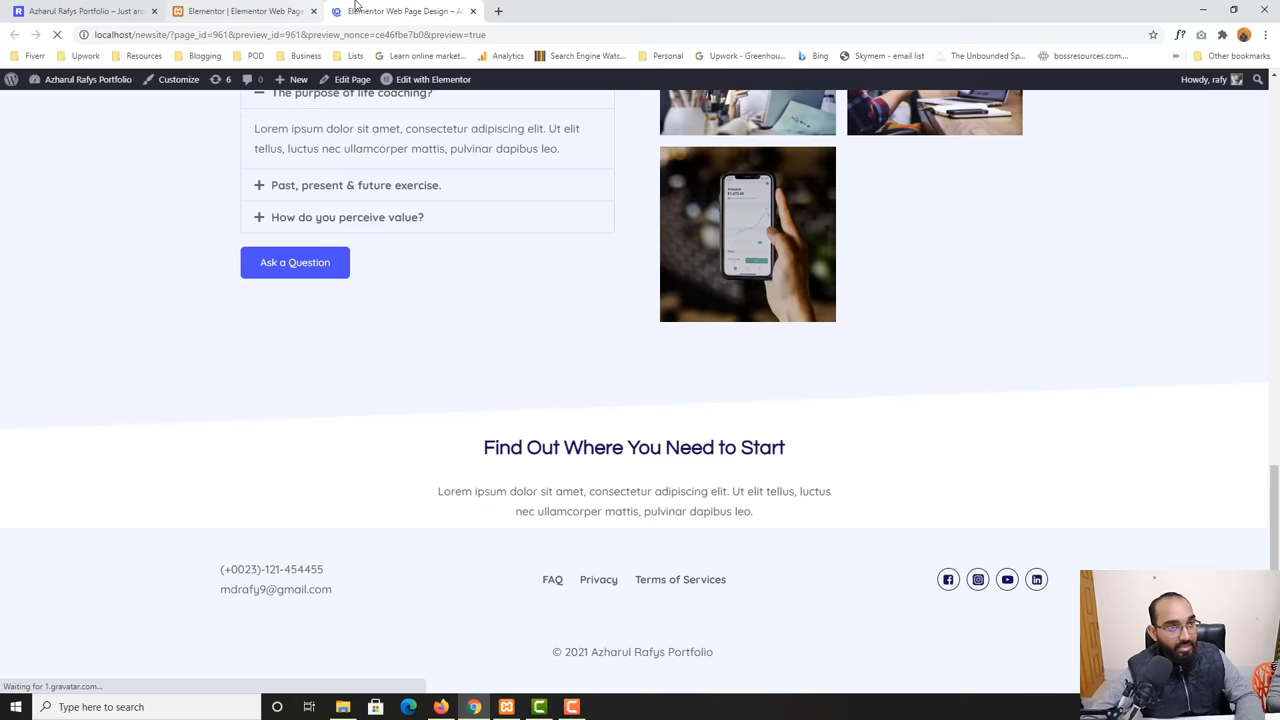 Azharul Rafys Portfolio – Just an
Elementor | Elementor Web Page
Elementor Web Page Design – A
localhost/newsite/?page_id=961&preview_id=961&preview_nonce=ce46fbe7b0&preview=true
Fiverr
Upwork
Resources
Blogging
POD
Business
Lists
Learn online market...
Analytics
Search Engine Watc...
Personal
Upwork - Greenhou...
Bing
Skymem - email list
The Unbounded Sp...
bossresources.com...
»
Other bookmarks
Azharul Rafys Portfolio
Customize
6
0
New
Edit Page
Edit with Elementor
Howdy, rafy
The purpose of life coaching?
Lorem ipsum dolor sit amet, consectetur adipiscing elit. Ut elit
tellus, luctus nec ullamcorper mattis, pulvinar dapibus leo.
Past, present & future exercise.
How do you perceive value?
Ask a Question
Find Out Where You Need to Start
Lorem ipsum dolor sit amet, consectetur adipiscing elit. Ut elit tellus, luctus
nec ullamcorper mattis, pulvinar dapibus leo.
(+0023)-121-454455
mdrafy9@gmail.com
FAQ
Privacy
Terms of Services
© 2021 Azharul Rafys Portfolio
Waiting for 1.gravatar.com...
Type here to search